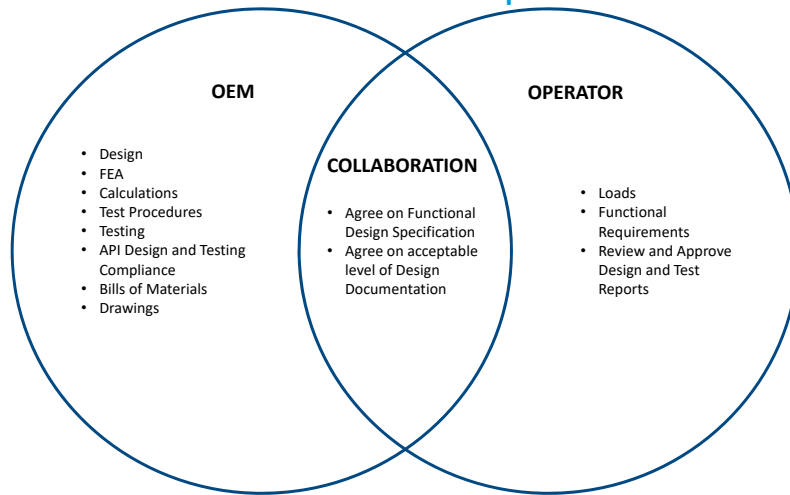 OEM
• Design
• FEA
• Calculations
• Test Procedures
• Testing
• API Design and Testing
Compliance
• Bills of Materials
• Drawings
COLLABORATION
• Agree on Functional
Design Specification
• Agree on acceptable
level of Design
Documentation
OPERATOR
• Loads
• Functional
Requirements
• Review and Approve
Design and Test
Reports